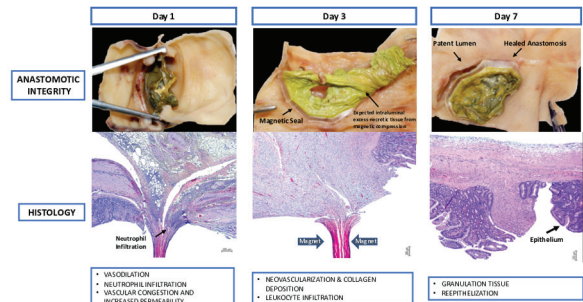 Day 1
Day 3
Day 7
ANASTOMOTIC
INTEGRITY
Magnetic Seal
Expected intraluminal
excess necrotic tissue from
magnetic compression
Patent Lumen
Healed Anastomosis
HISTOLOGY
Neutrophil
Infiltration
Magnet
Magnet
Epithelium
• VASODILATION
• NEUTROPHIL INFILTRATION
• VASCULAR CONGESTION AND
INCREASED PERMEABILITY
• NEOVASCULARIZATION & COLLAGEN
DEPOSITION
• LEUKOCYTE INFILTRATION
• GRANULATION TISSUE
• REEPITHELIZATION